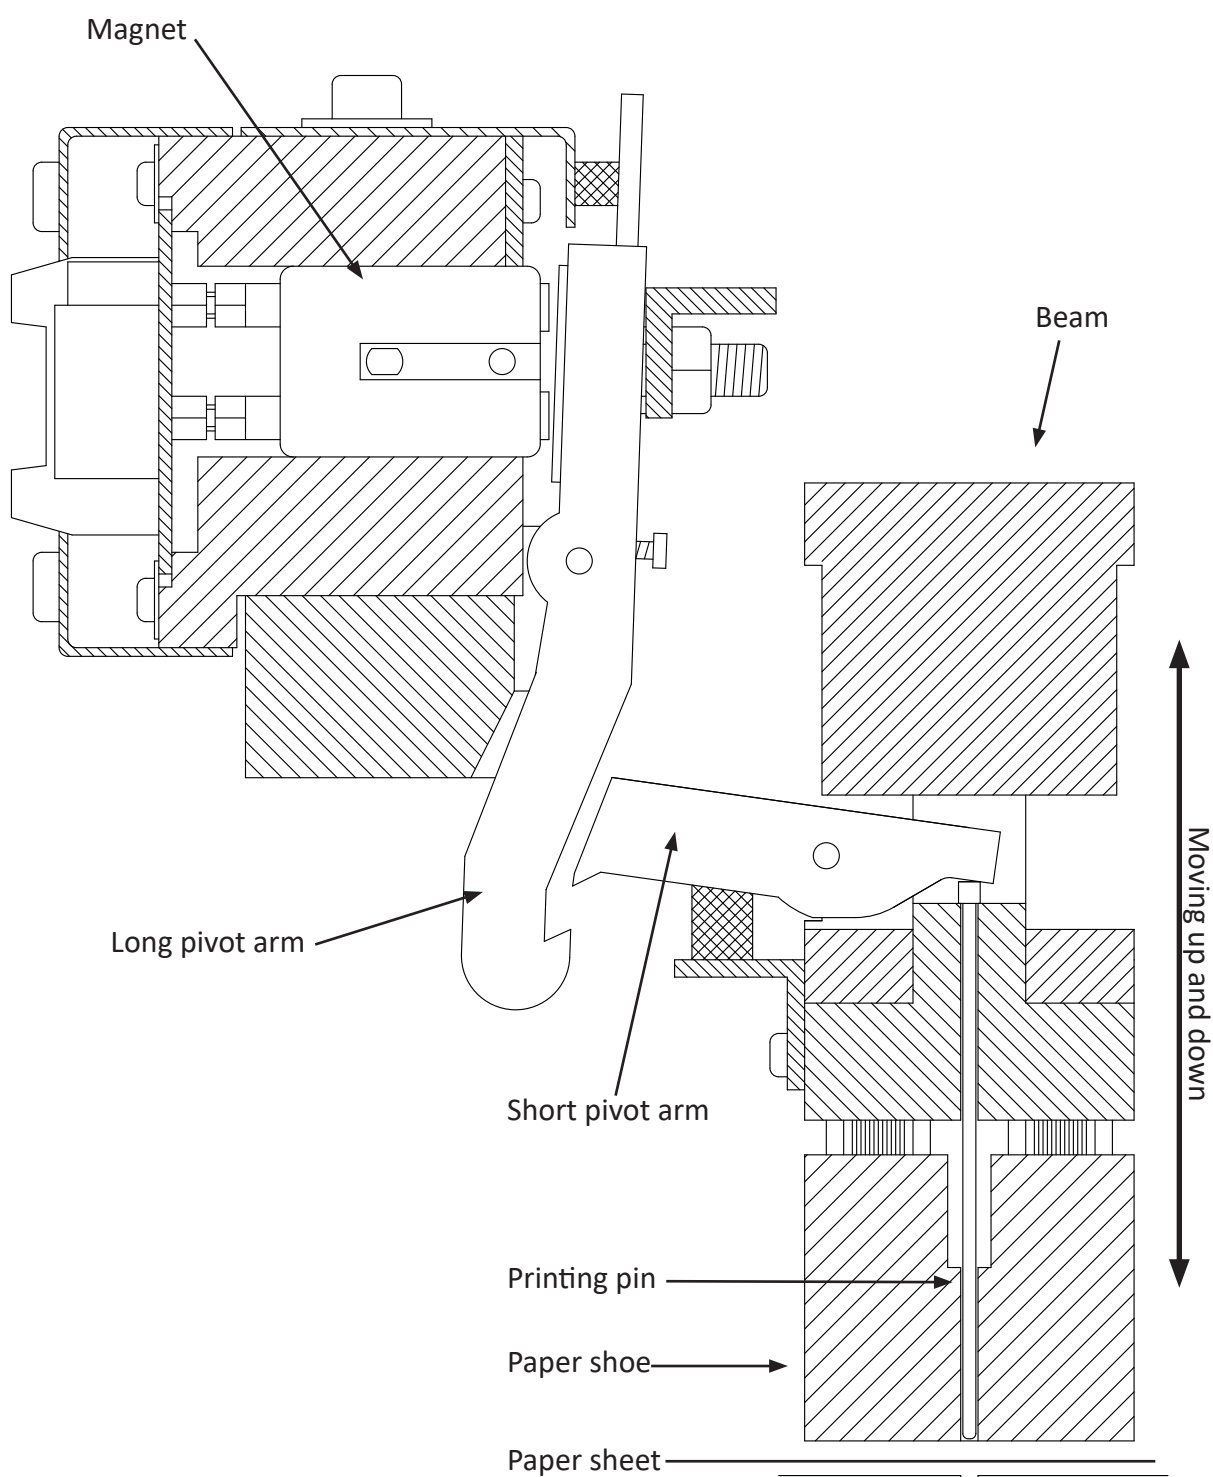 Magnet
Beam
Moving up and down
Long pivot arm
Short pivot arm
Printing pin
Paper shoe
Paper sheet